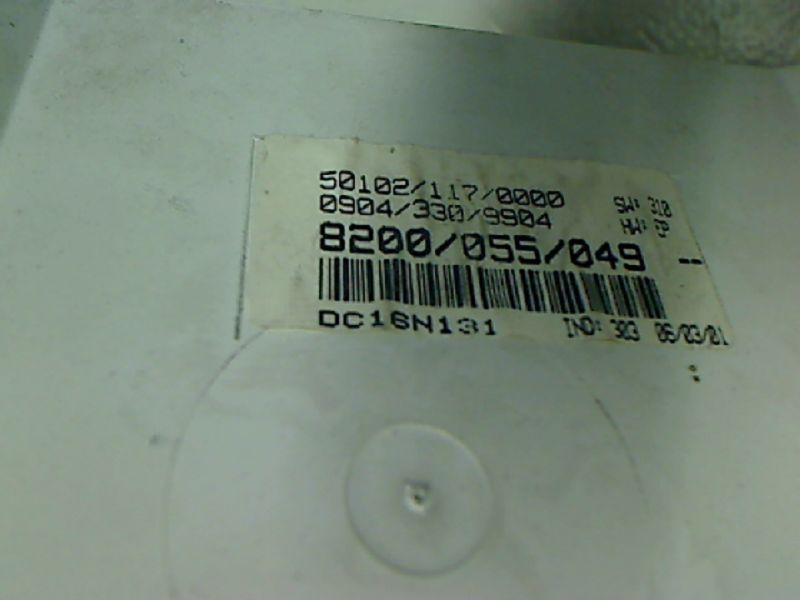 50102/117/0000 SW: 310
0904/330/9904 HW: EP
8200/055/049 --
DC16N131 IND: 303 06/03/01